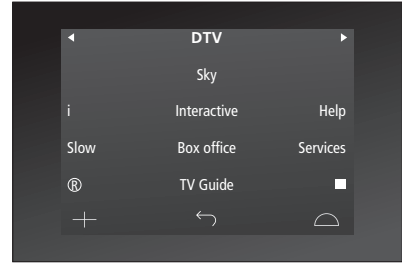 DTV
Sky
i Interactive Help
Slow Box office Services
® TV Guide